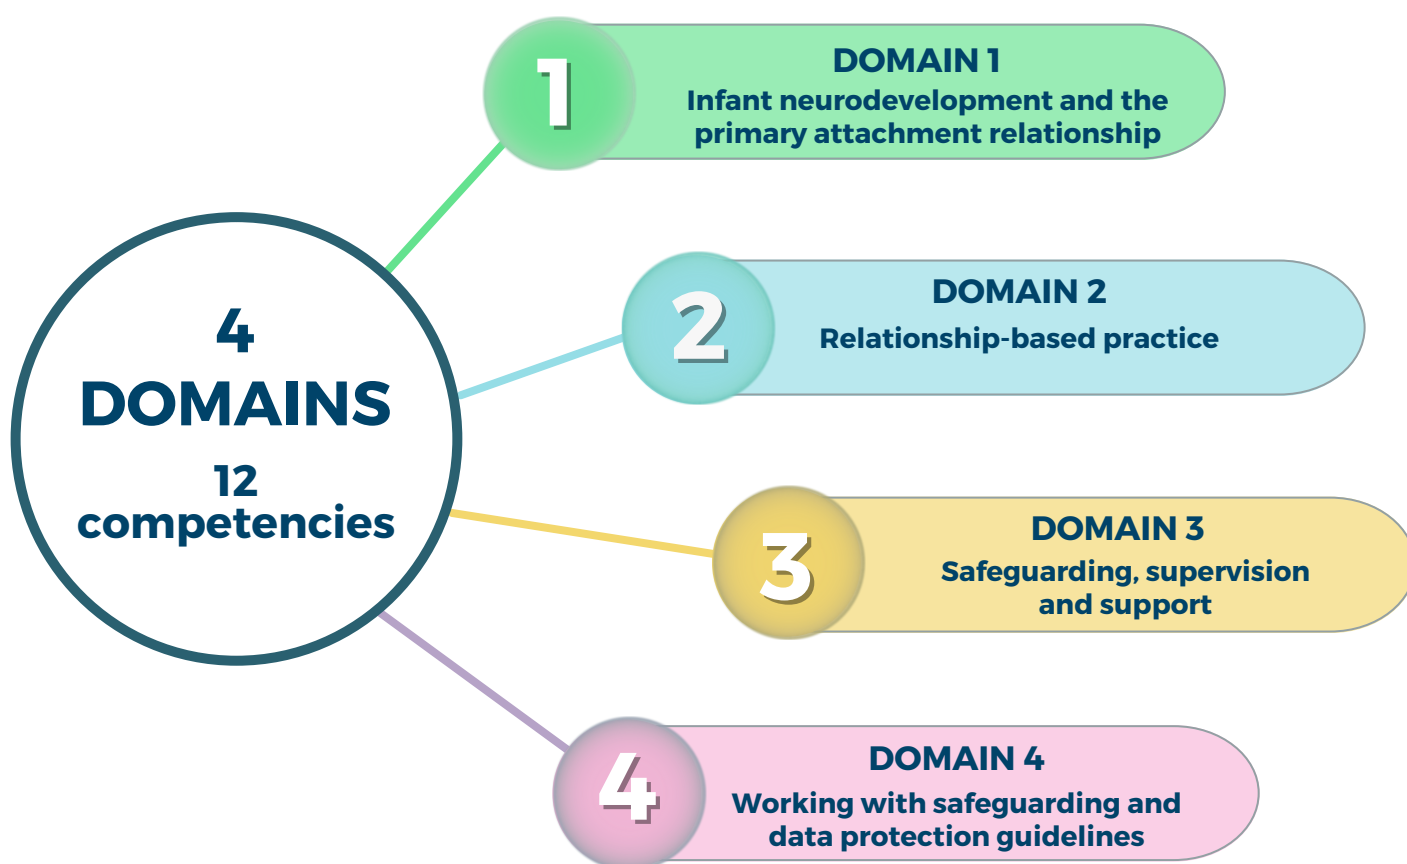 4
DOMAINS
12
competencies
1
DOMAIN 1
Infant neurodevelopment and the
primary attachment relationship
2
DOMAIN 2
Relationship-based practice
3
DOMAIN 3
Safeguarding, supervision
and support
4
DOMAIN 4
Working with safeguarding and
data protection guidelines